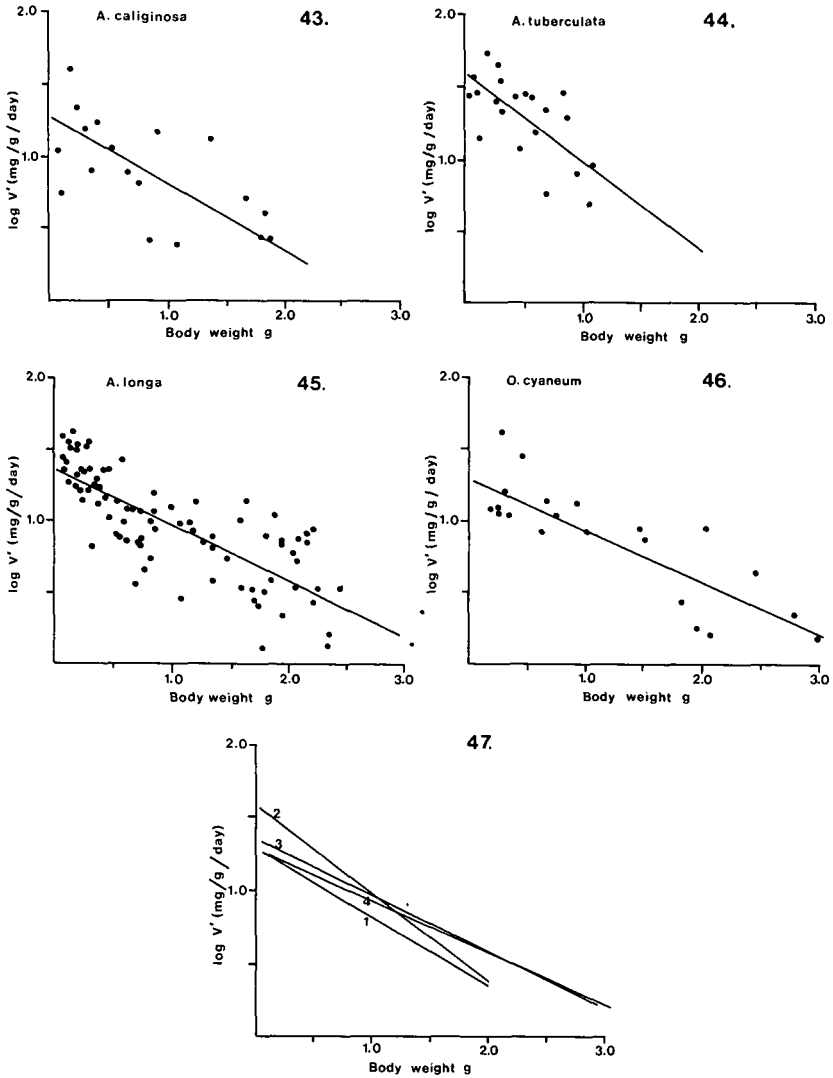 A. caliginosa
43.
2.0
1.0
log V' (mg/g/day)
1.0
2.0
3.0
Body weight g
A. tuberculata
44.
2.0
1.0
log V' (mg/g/day)
1.0
2.0
3.0
Body weight g
A. longa
45.
2.0
1.0
log V' (mg/g/day)
1.0
2.0
3.0
Body weight g
O. cyaneum
46.
2.0
1.0
log V' (mg/g/day)
1.0
2.0
3.0
Body weight g
47.
2.0
1.0
log V' (mg/g/day)
2
3
4
1
1.0
2.0
3.0
Body weight g